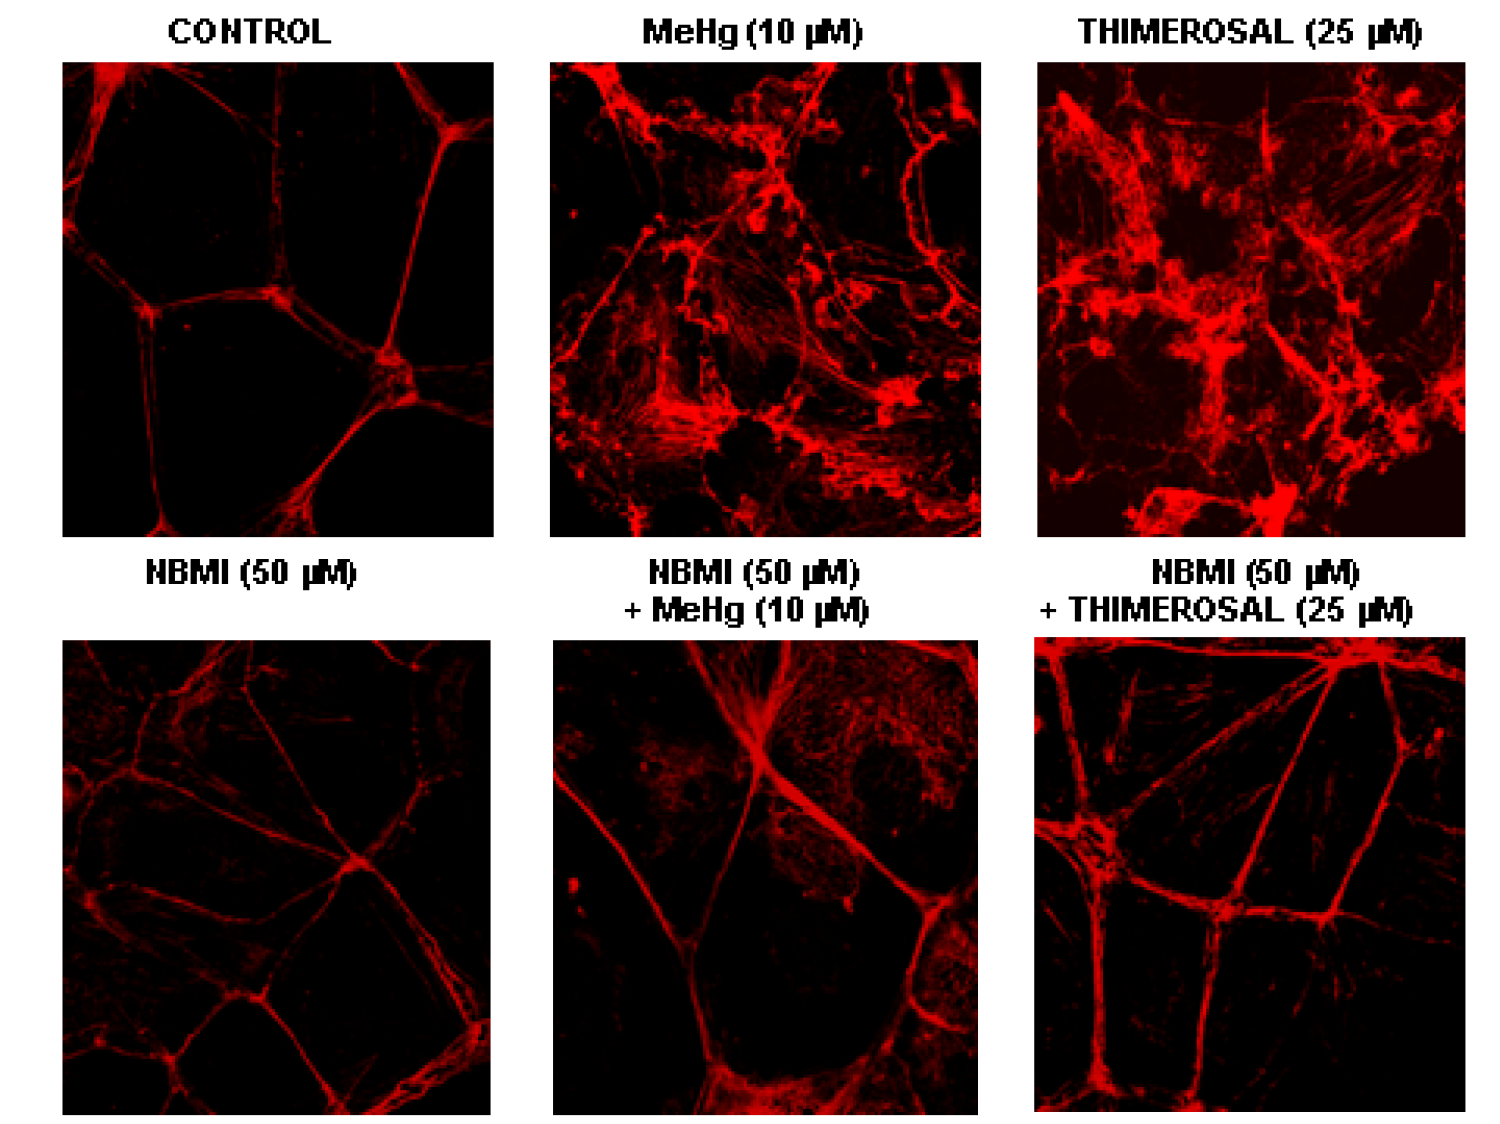 CONTROL
MeHg (10 µM)
THIMEROSAL (25 µM)
NBMI (50 µM)
NBMI (50 µM)
+ MeHg (10 µM)
NBMI (50 µM)
+ THIMEROSAL (25 µM)